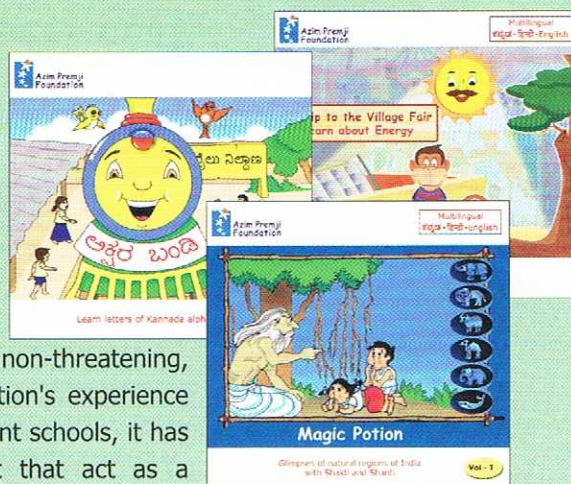 Azim Premji
Foundation
Multilingual
ಕನ್ನಡ - हिन्दी - English
to the Village Fair
about Energy
Azim Premji
Foundation
ನಿಲ್ದಾಣ
ಅಕ್ಷರ ಬಂಡಿ
Learn letters of Kannada
Azim Premji
Foundation
Multilingual
ಕನ್ನಡ - हिन्दी - English
Magic Potion
Glimpses of natural regions of India
with Shakti and Shanti
Vol - 1
non-threatening,
tion's experience
nt schools, it has
that act as a